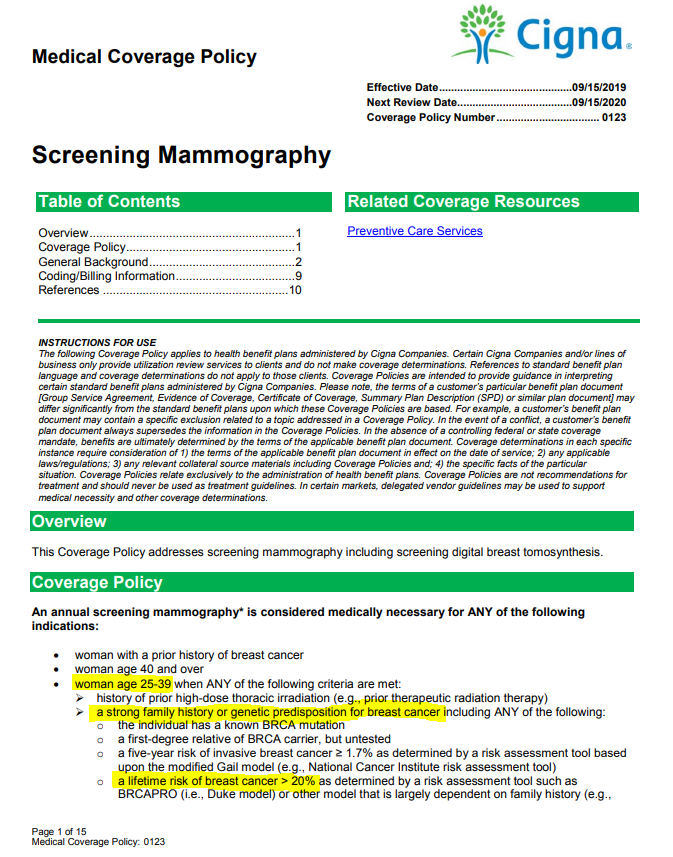 Medical Coverage Policy
Cigna®
Effective Date............................................09/15/2019
Next Review Date......................................09/15/2020
Coverage Policy Number .................................. 0123
Screening Mammography
Table of Contents
Overview..............................................................1
Coverage Policy...................................................1
General Background............................................2
Coding/Billing Information....................................9
References ........................................................10
Related Coverage Resources
Preventive Care Services
INSTRUCTIONS FOR USE
The following Coverage Policy applies to health benefit plans administered by Cigna Companies. Certain Cigna Companies and/or lines of
business only provide utilization review services to clients and do not make coverage determinations. References to standard benefit plan
language and coverage determinations do not apply to those clients. Coverage Policies are intended to provide guidance in interpreting
certain standard benefit plans administered by Cigna Companies. Please note, the terms of a customer's particular benefit plan document
[Group Service Agreement, Evidence of Coverage, Certificate of Coverage, Summary Plan Description (SPD) or similar plan document] may
differ significantly from the standard benefit plans upon which these Coverage Policies are based. For example, a customer's benefit plan
document may contain a specific exclusion related to a topic addressed in a Coverage Policy. In the event of a conflict, a customer's benefit
plan document always supersedes the information in the Coverage Policies. In the absence of a controlling federal or state coverage
mandate, benefits are ultimately determined by the terms of the applicable benefit plan document. Coverage determinations in each specific
instance require consideration of 1) the terms of the applicable benefit plan document in effect on the date of service; 2) any applicable
laws/regulations; 3) any relevant collateral source materials including Coverage Policies and; 4) the specific facts of the particular
situation. Coverage Policies relate exclusively to the administration of health benefit plans. Coverage Policies are not recommendations for
treatment and should never be used as treatment guidelines. In certain markets, delegated vendor guidelines may be used to support
medical necessity and other coverage determinations.
Overview
This Coverage Policy addresses screening mammography including screening digital breast tomosynthesis.
Coverage Policy
An annual screening mammography* is considered medically necessary for ANY of the following
indications:
• woman with a prior history of breast cancer
• woman age 40 and over
• woman age 25-39 when ANY of the following criteria are met:
➢ history of prior high-dose thoracic irradiation (e.g., prior therapeutic radiation therapy)
➢ a strong family history or genetic predisposition for breast cancer including ANY of the following:
o the individual has a known BRCA mutation
o a first-degree relative of BRCA carrier, but untested
o a five-year risk of invasive breast cancer ≥ 1.7% as determined by a risk assessment tool based
upon the modified Gail model (e.g., National Cancer Institute risk assessment tool)
o a lifetime risk of breast cancer > 20% as determined by a risk assessment tool such as
BRCAPRO (i.e., Duke model) or other model that is largely dependent on family history (e.g.,
Page 1 of 15
Medical Coverage Policy: 0123